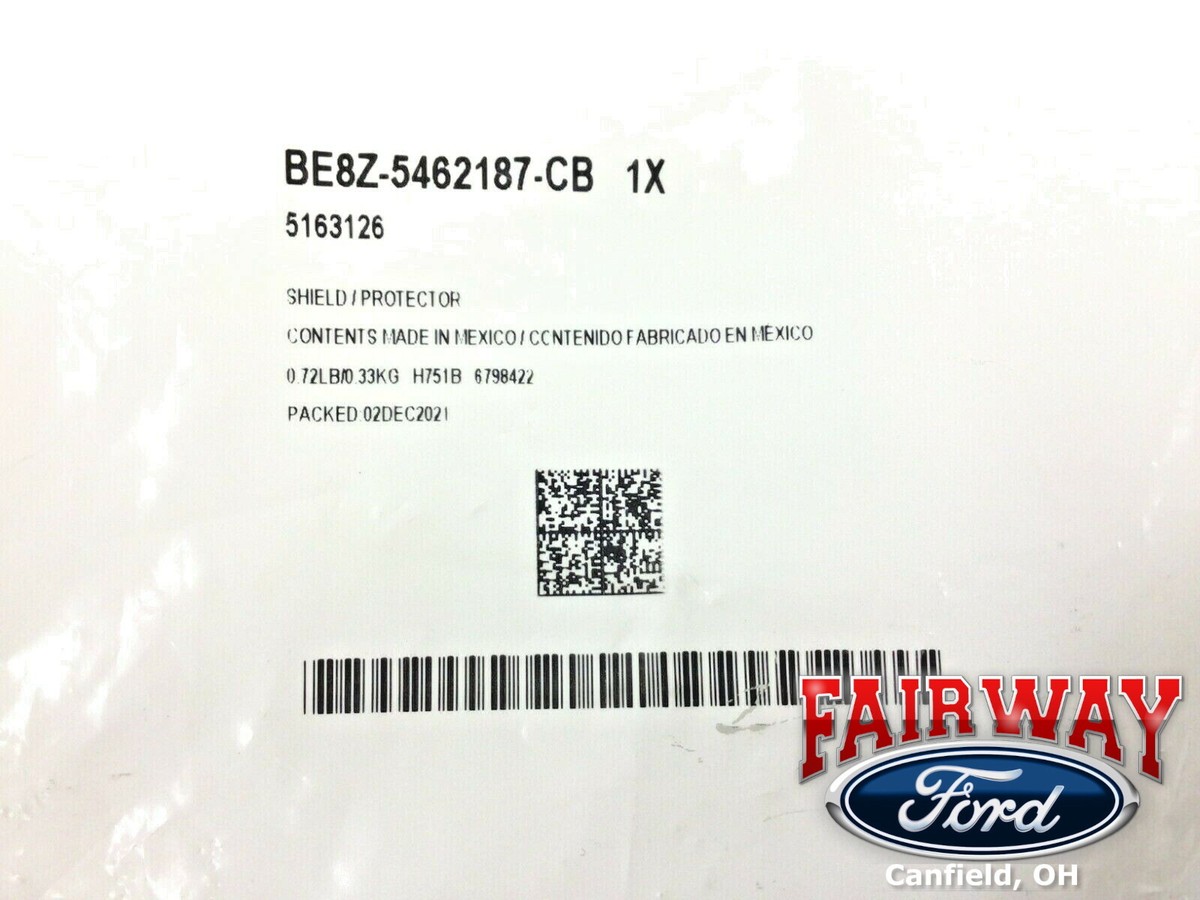 BE8Z-5462187-CB 1X
5163126
SHIELD / PROTECTOR
CONTENTS MADE IN MEXICO / CONTENIDO FABRICADO EN MÉXICO
0.72LB/0.33KG H751B 6798422
PACKED:02DEC2021
FAIRWAY
Ford
Canfield, OH